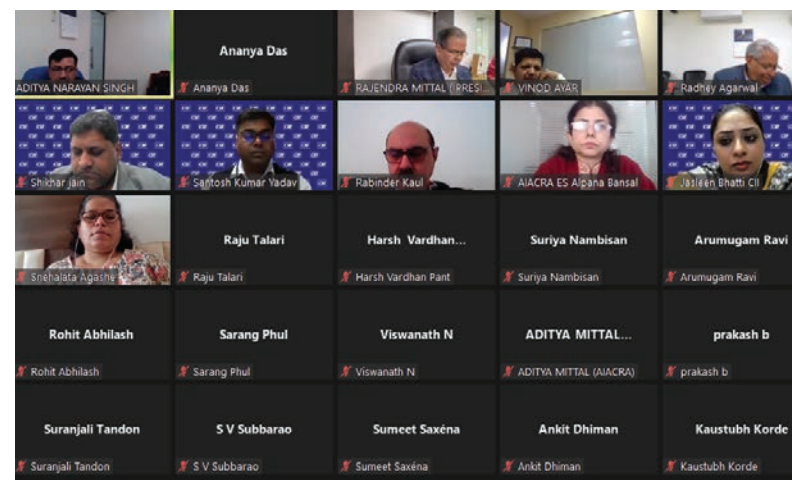 Ananya Das
ADITYA NARAYAN SINGH
Ananya Das
RAJENDRA MITTAL (IRRESI...
VINOD AYAR
Radhey Agarwal
Shikhar jain
Santosh Kumar Yadav
Rabinder Kaul
AIACRA ES Alpana Bansal
Jasleen Bhatti CII
Raju Talari
Harsh Vardhan...
Suriya Nambisan
Arumugam Ravi
Snehalata Agashe
Raju Talari
Harsh Vardhan Pant
Suriya Nambisan
Arumugam Ravi
Rohit Abhilash
Sarang Phul
Viswanath N
ADITYA MITTAL...
prakash b
Rohit Abhilash
Sarang Phul
Viswanath N
ADITYA MITTAL (AIACRA)
prakash b
Suranjali Tandon
S V Subbarao
Sumeet Saxéna
Ankit Dhiman
Kaustubh Korde
Suranjali Tandon
S V Subbarao
Sumeet Saxéna
Ankit Dhiman
Kaustubh Korde